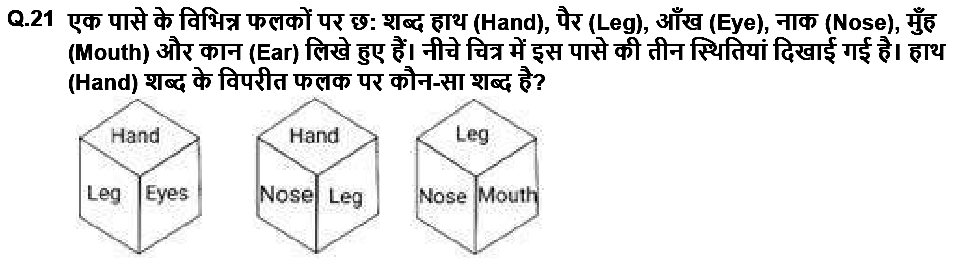 Q.21 एक पासे के विभिन्न फलकों पर छ: शब्द हाथ (Hand), पैर (Leg), आँख (Eye), नाक (Nose), मुँह
(Mouth) और कान (Ear) लिखे हुए हैं। नीचे चित्र में इस पासे की तीन स्थितियां दिखाई गई है। हाथ
(Hand) शब्द के विपरीत फलक पर कौन-सा शब्द है?
Hand Hand Leg
Leg Eyes Nose Leg Nose Mouth